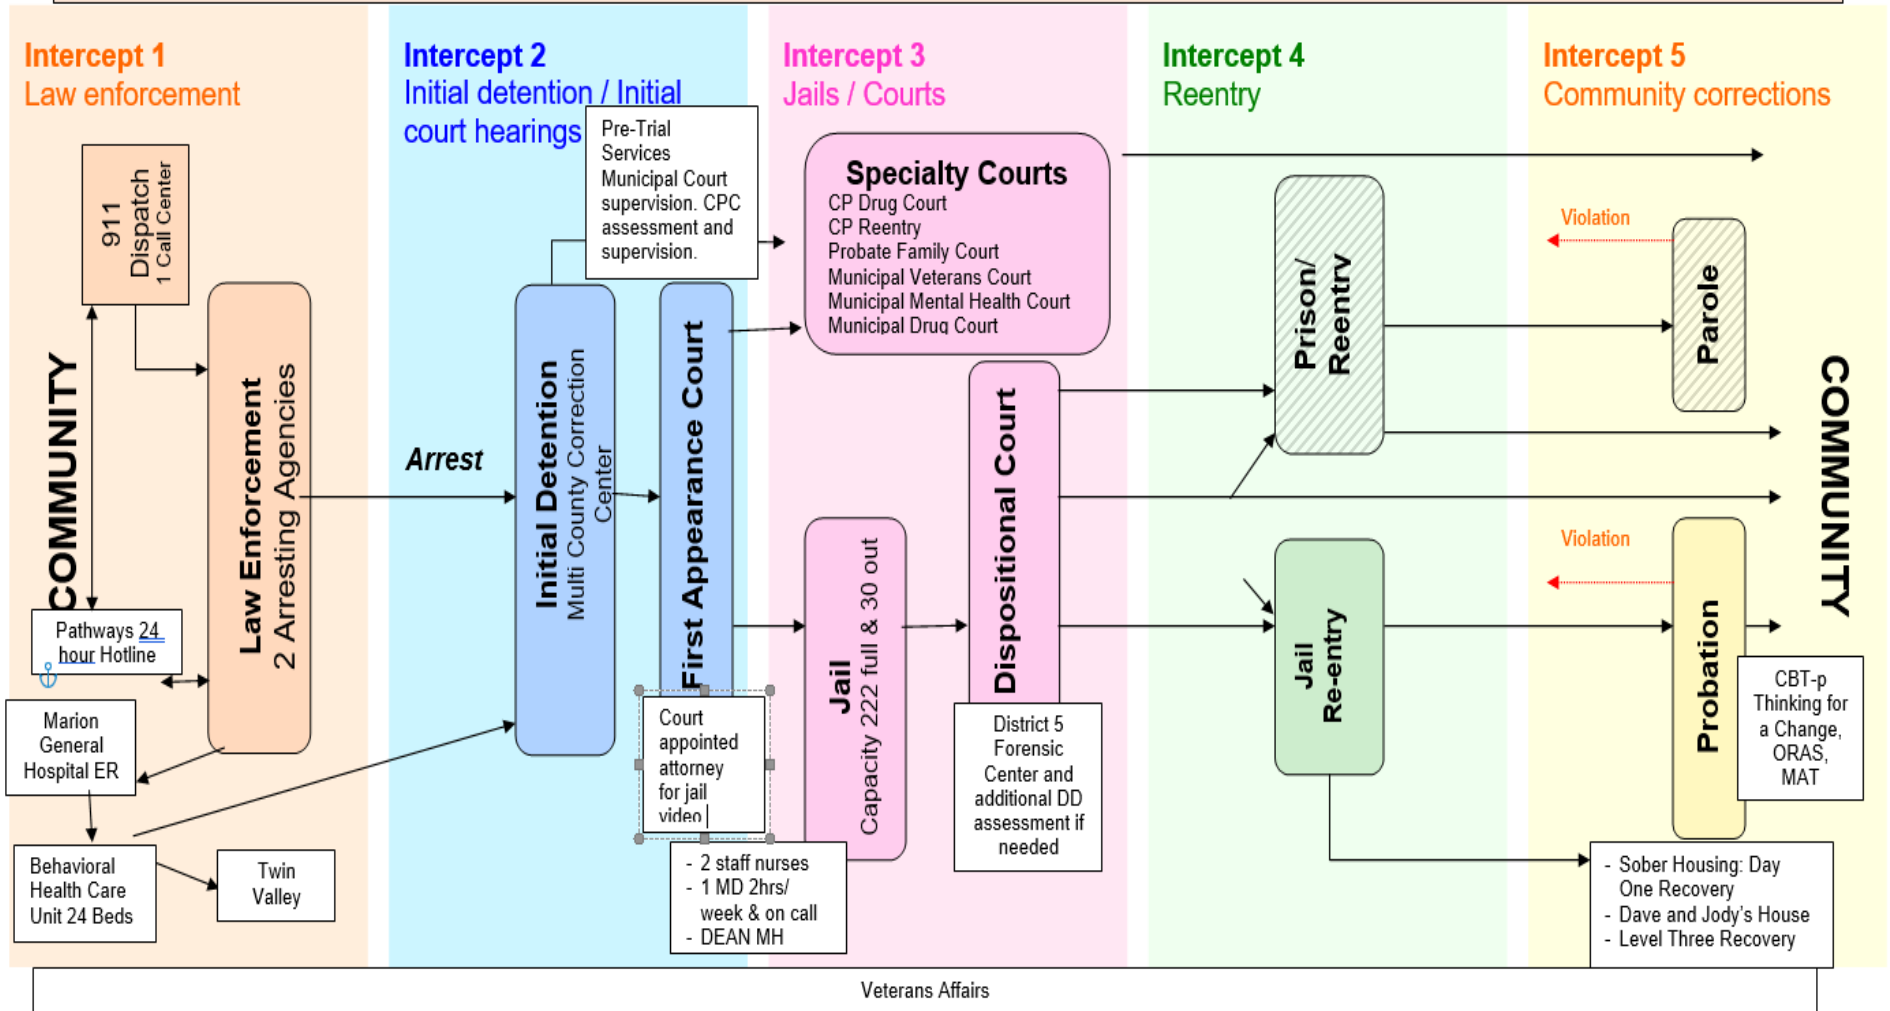 Intercept 1
Law enforcement
911
Dispatch
1 Call Center
COMMUNITY
Law Enforcement
2 Arresting Agencies
Pathways 24
hour Hotline
Marion
General
Hospital ER
Behavioral
Health Care
Unit 24 Beds
Twin
Valley
Intercept 2
Initial detention / Initial
court hearings
Pre-Trial
Services
Municipal Court
supervision. CPC
assessment and
supervision.
Arrest
Initial Detention
Multi County Correction
Center
First Appearance Court
Court
appointed
attorney
for jail
video
- 2 staff nurses
- 1 MD 2hrs/
week & on call
- DEAN MH
Intercept 3
Jails / Courts
Specialty Courts
CP Drug Court
CP Reentry
Probate Family Court
Municipal Veterans Court
Municipal Mental Health Court
Municipal Drug Court
Jail
Capacity 222 full & 30 out
Dispositional Court
District 5
Forensic
Center and
additional DD
assessment if
needed
Intercept 4
Reentry
Prison/
Reentry
Jail
Re-entry
Intercept 5
Community corrections
Violation
Parole
Violation
Probation
COMMUNITY
CBT-p
Thinking for
a Change,
ORAS,
MAT
- Sober Housing: Day
One Recovery
- Dave and Jody's House
- Level Three Recovery
Veterans Affairs